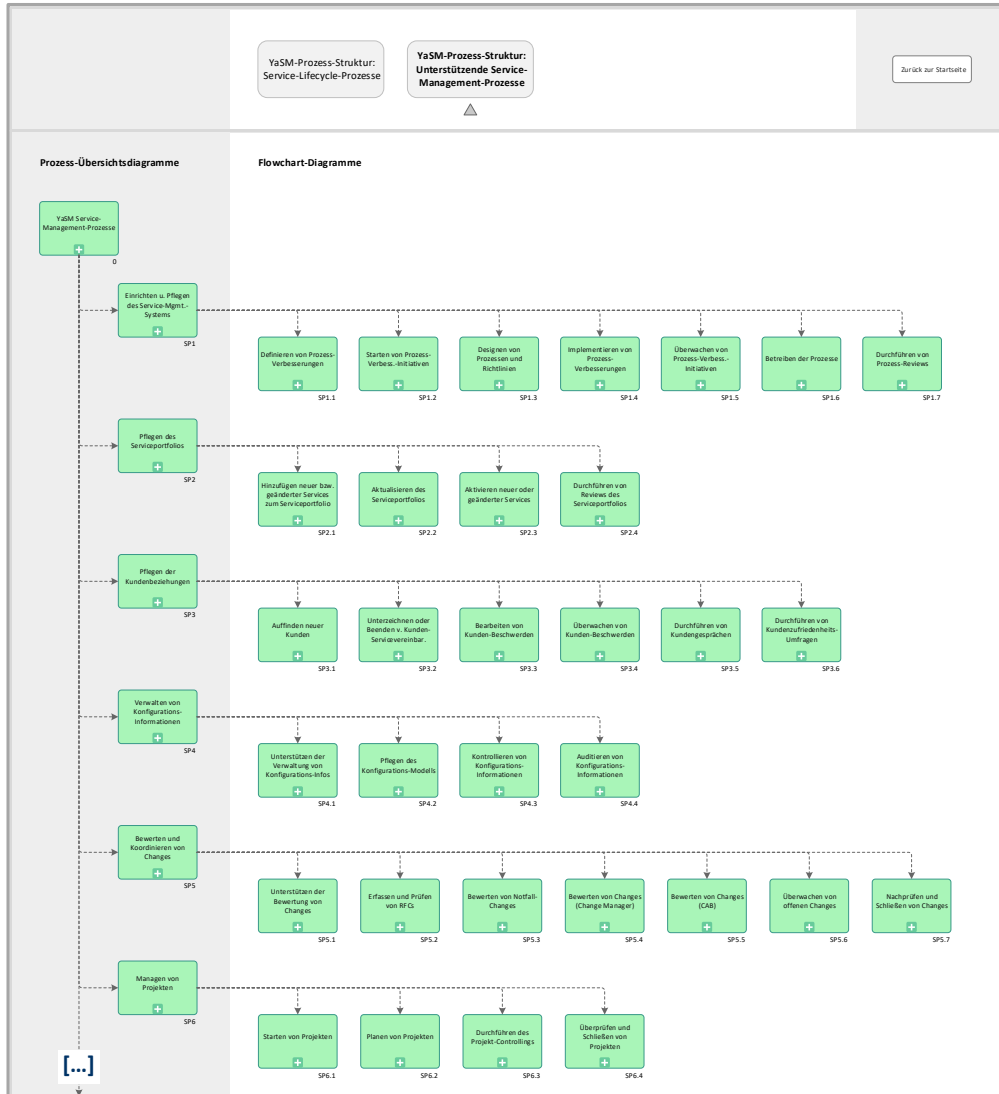 YaSM-Prozess-Struktur:
Service-Lifecycle-Prozesse
YaSM-Prozess-Struktur:
Unterstützende Service-
Management-Prozesse
Zurück zur Startseite
Prozess-Übersichtsdiagramme
Flowchart-Diagramme
YaSM Service-
Management-Prozesse
0
Einrichten u. Pflegen
des Service-Mgmt.-
Systems
SP1
Definieren von Prozess-
Verbesserungen
SP1.1
Starten von Prozess-
Verbess.-Initiativen
SP1.2
Designen von
Prozessen und
Richtlinien
SP1.3
Implementieren von
Prozess-
Verbesserungen
SP1.4
Überwachen von
Prozess-Verbess.-
Initiativen
SP1.5
Betreiben der Prozesse
SP1.6
Durchführen von
Prozess-Reviews
SP1.7
Pflegen des
Serviceportfolios
SP2
Hinzufügen neuer bzw.
geänderter Services
zum Serviceportfolio
SP2.1
Aktualisieren des
Serviceportfolios
SP2.2
Aktivieren neuer oder
geänderter Services
SP2.3
Durchführen von
Reviews des
Serviceportfolios
SP2.4
Pflegen der
Kundenbeziehungen
SP3
Auffinden neuer
Kunden
SP3.1
Unterzeichnen oder
Beenden v. Kunden-
Servicevereinbar.
SP3.2
Bearbeiten von
Kunden-Beschwerden
SP3.3
Überwachen von
Kunden-Beschwerden
SP3.4
Durchführen von
Kundengesprächen
SP3.5
Durchführen von
Kundenzufriedenheits-
Umfragen
SP3.6
Verwalten von
Konfigurations-
Informationen
SP4
Unterstützen der
Verwaltung von
Konfigurations-Infos
SP4.1
Pflegen des
Konfigurations-Modells
SP4.2
Kontrollieren von
Konfigurations-
Informationen
SP4.3
Auditieren von
Konfigurations-
Informationen
SP4.4
Bewerten und
Koordinieren von
Changes
SP5
Unterstützen der
Bewertung von
Changes
SP5.1
Erfassen und Prüfen
von RFCs
SP5.2
Bewerten von Notfall-
Changes
SP5.3
Bewerten von Changes
(Change Manager)
SP5.4
Bewerten von Changes
(CAB)
SP5.5
Überwachen von
offenen Changes
SP5.6
Nachprüfen und
Schließen von Changes
SP5.7
Managen von
Projekten
SP6
Starten von Projekten
SP6.1
Planen von Projekten
SP6.2
Durchführen des
Projekt-Controllings
SP6.3
Überprüfen und
Schließen von
Projekten
SP6.4
[...]